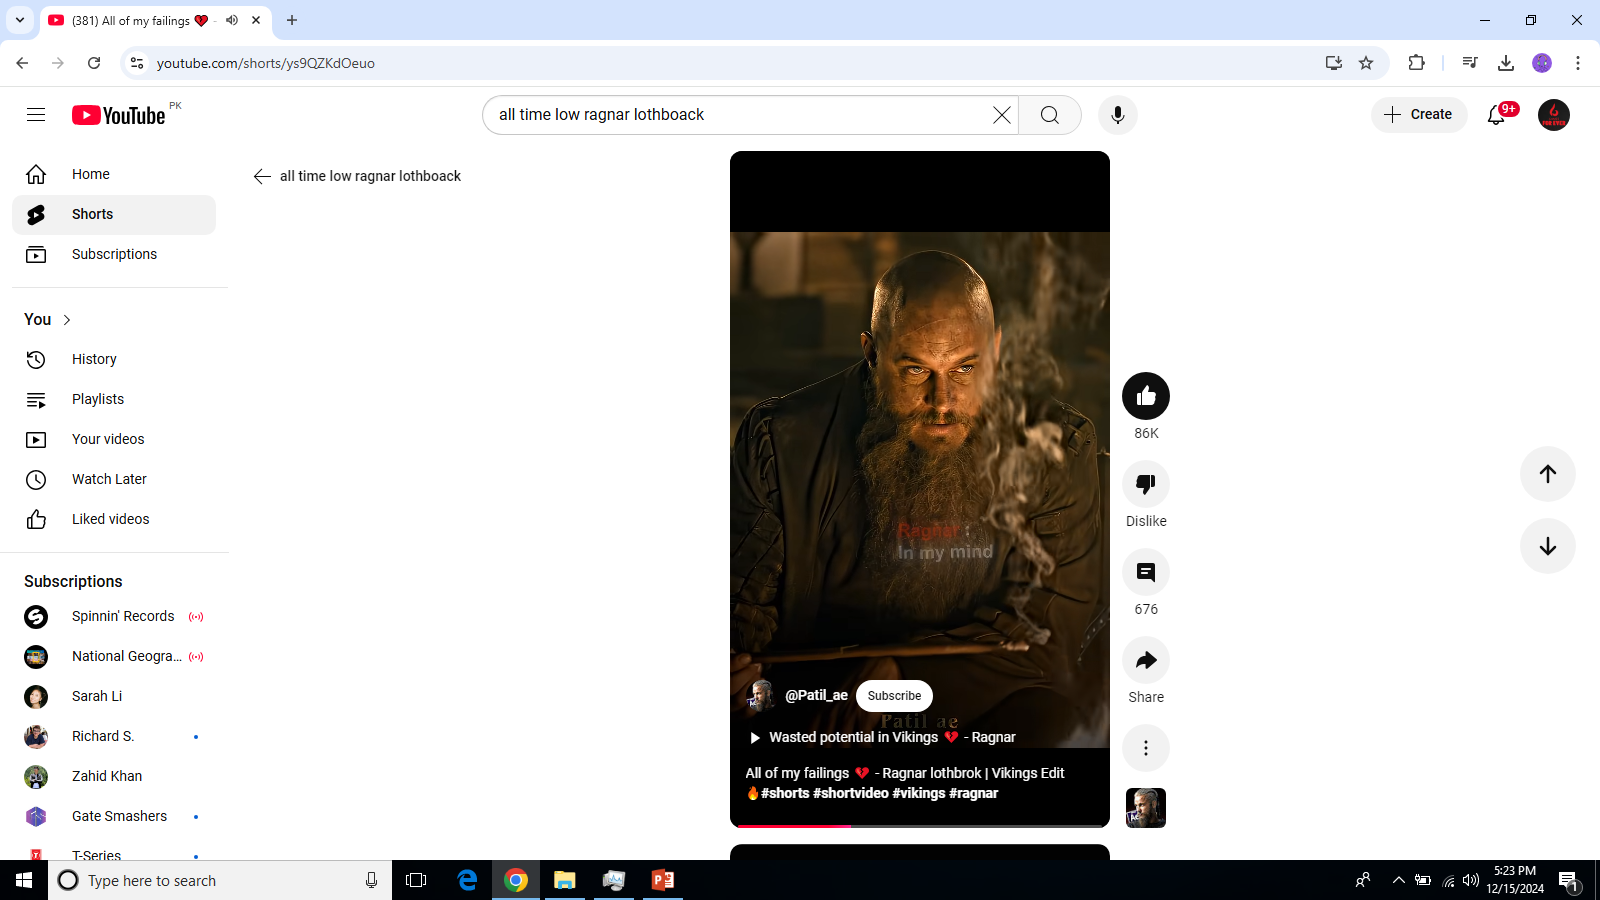 (381) All of my failings 💔 -
youtube.com/shorts/ys9QZKdOeuo
YouTube PK
all time low ragnar lothboack
Create
9+
Home
Shorts
Subscriptions
You
History
Playlists
Your videos
Watch Later
Liked videos
Subscriptions
Spinnin' Records
National Geogra...
Sarah Li
Richard S.
Zahid Khan
Gate Smashers
T-Series
all time low ragnar lothboack
Ragnar :
In my mind
@Patil_ae
Subscribe
Patil ae
Wasted potential in Vikings 💔 - Ragnar
All of my failings 💔 - Ragnar lothbrok | Vikings Edit
🔥#shorts #shortvideo #vikings #ragnar
86K
Dislike
676
Share
Type here to search
5:23 PM
12/15/2024
1